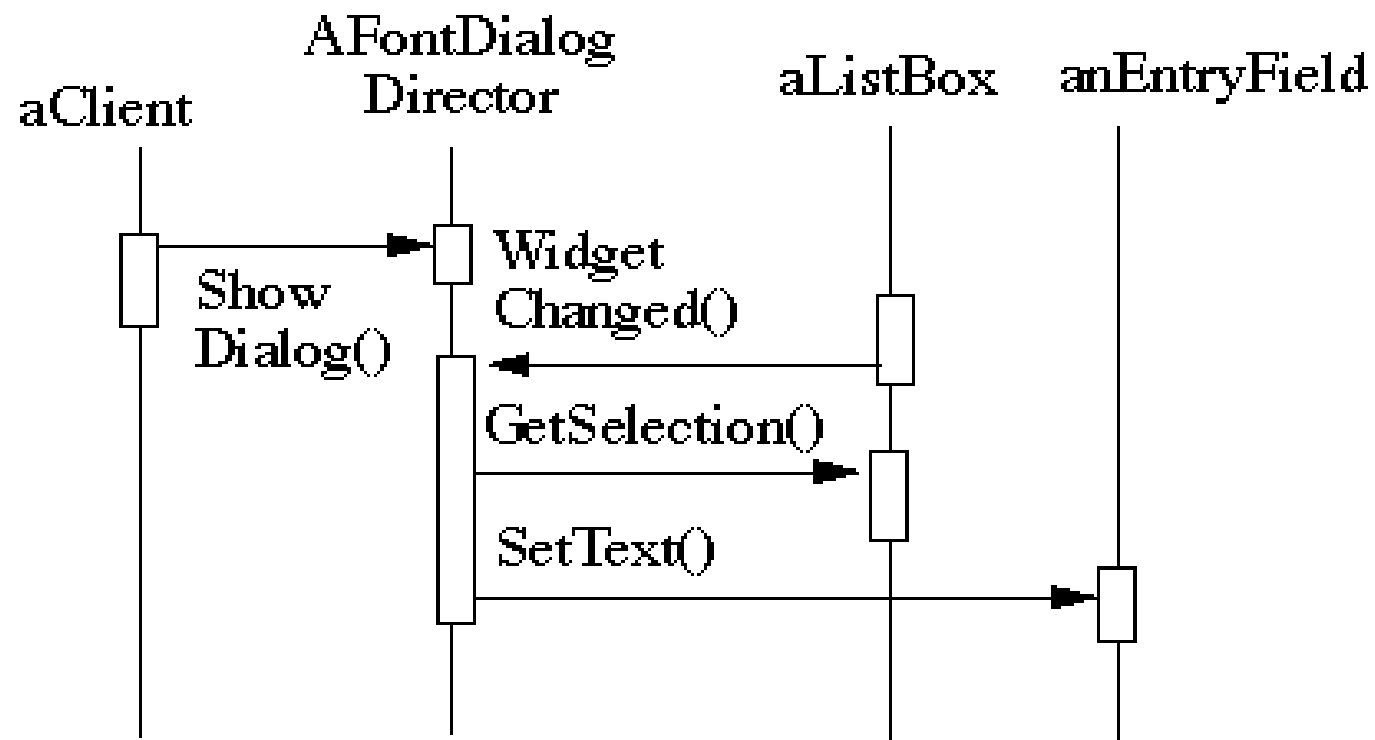 aClient
AFontDialog
Director
aListBox
anEntryField
Show
Dialog()
Widget
Changed()
GetSelection()
SetText()